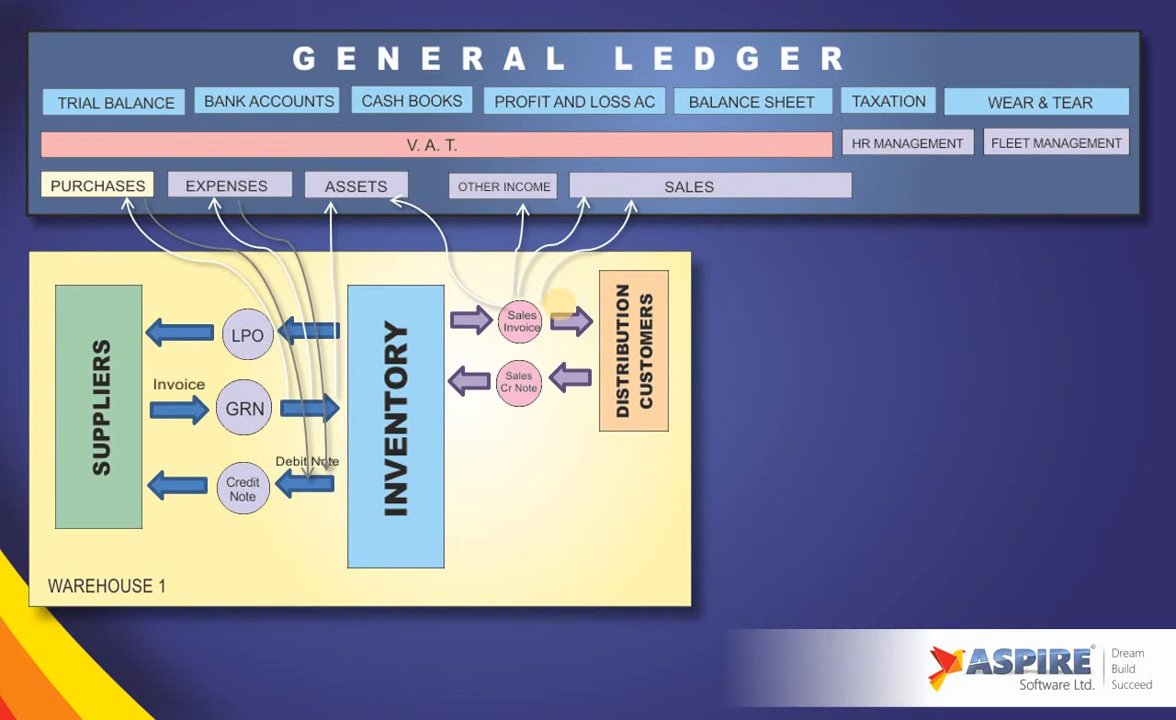 GENERAL LEDGER
TRIAL BALANCE
BANK ACCOUNTS
CASH BOOKS
PROFIT AND LOSS AC
BALANCE SHEET
TAXATION
WEAR & TEAR
V. A. T.
HR MANAGEMENT
FLEET MANAGEMENT
PURCHASES
EXPENSES
ASSETS
OTHER INCOME
SALES
SUPPLIERS
LPO
Invoice
GRN
Debit Note
Credit
Note
INVENTORY
Sales
Invoice
Sales
Cr Note
DISTRIBUTION
CUSTOMERS
WAREHOUSE 1
ASPIRE
Software Ltd.
Dream
Build
Succeed